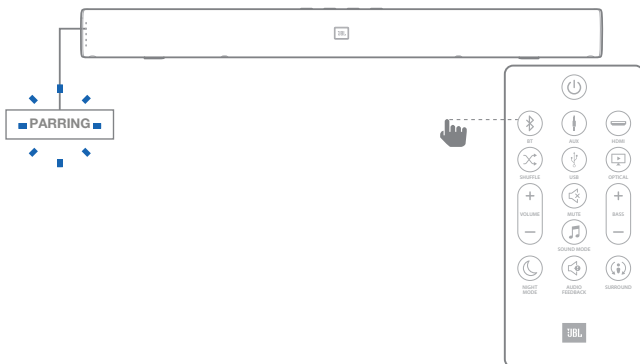 JBL
PARRING
BT AUX HDMI
SHUFFLE USB OPTICAL
+ +
VOLUME MUTE BASS
— —
SOUND MODE
NIGHT MODE AUDIO FEEDBACK SURROUND
JBL